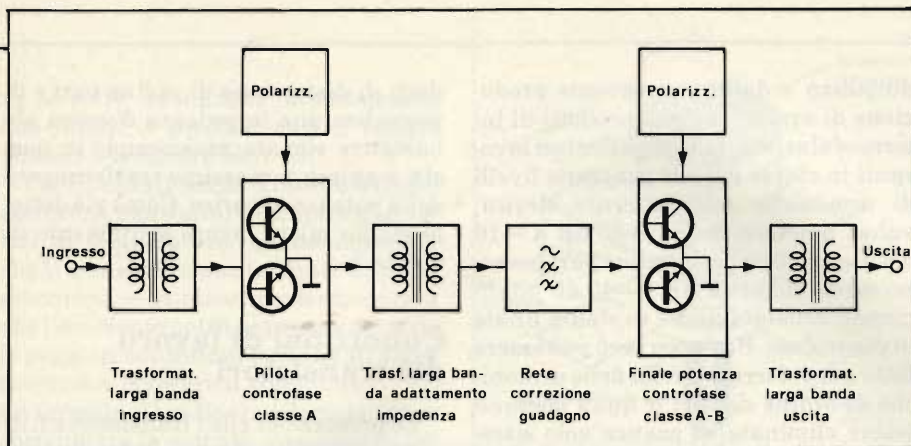 Polarizz.
Polarizz.
Ingresso
Uscita
Trasformat.
larga banda
ingresso
Pilota
controfase
classe A
Trasf. larga ban-
da adattamento
impedenza
Rete
correzione
guadagno
Finale potenza
controfase
classe A-B
Trasformat.
larga banda
uscita